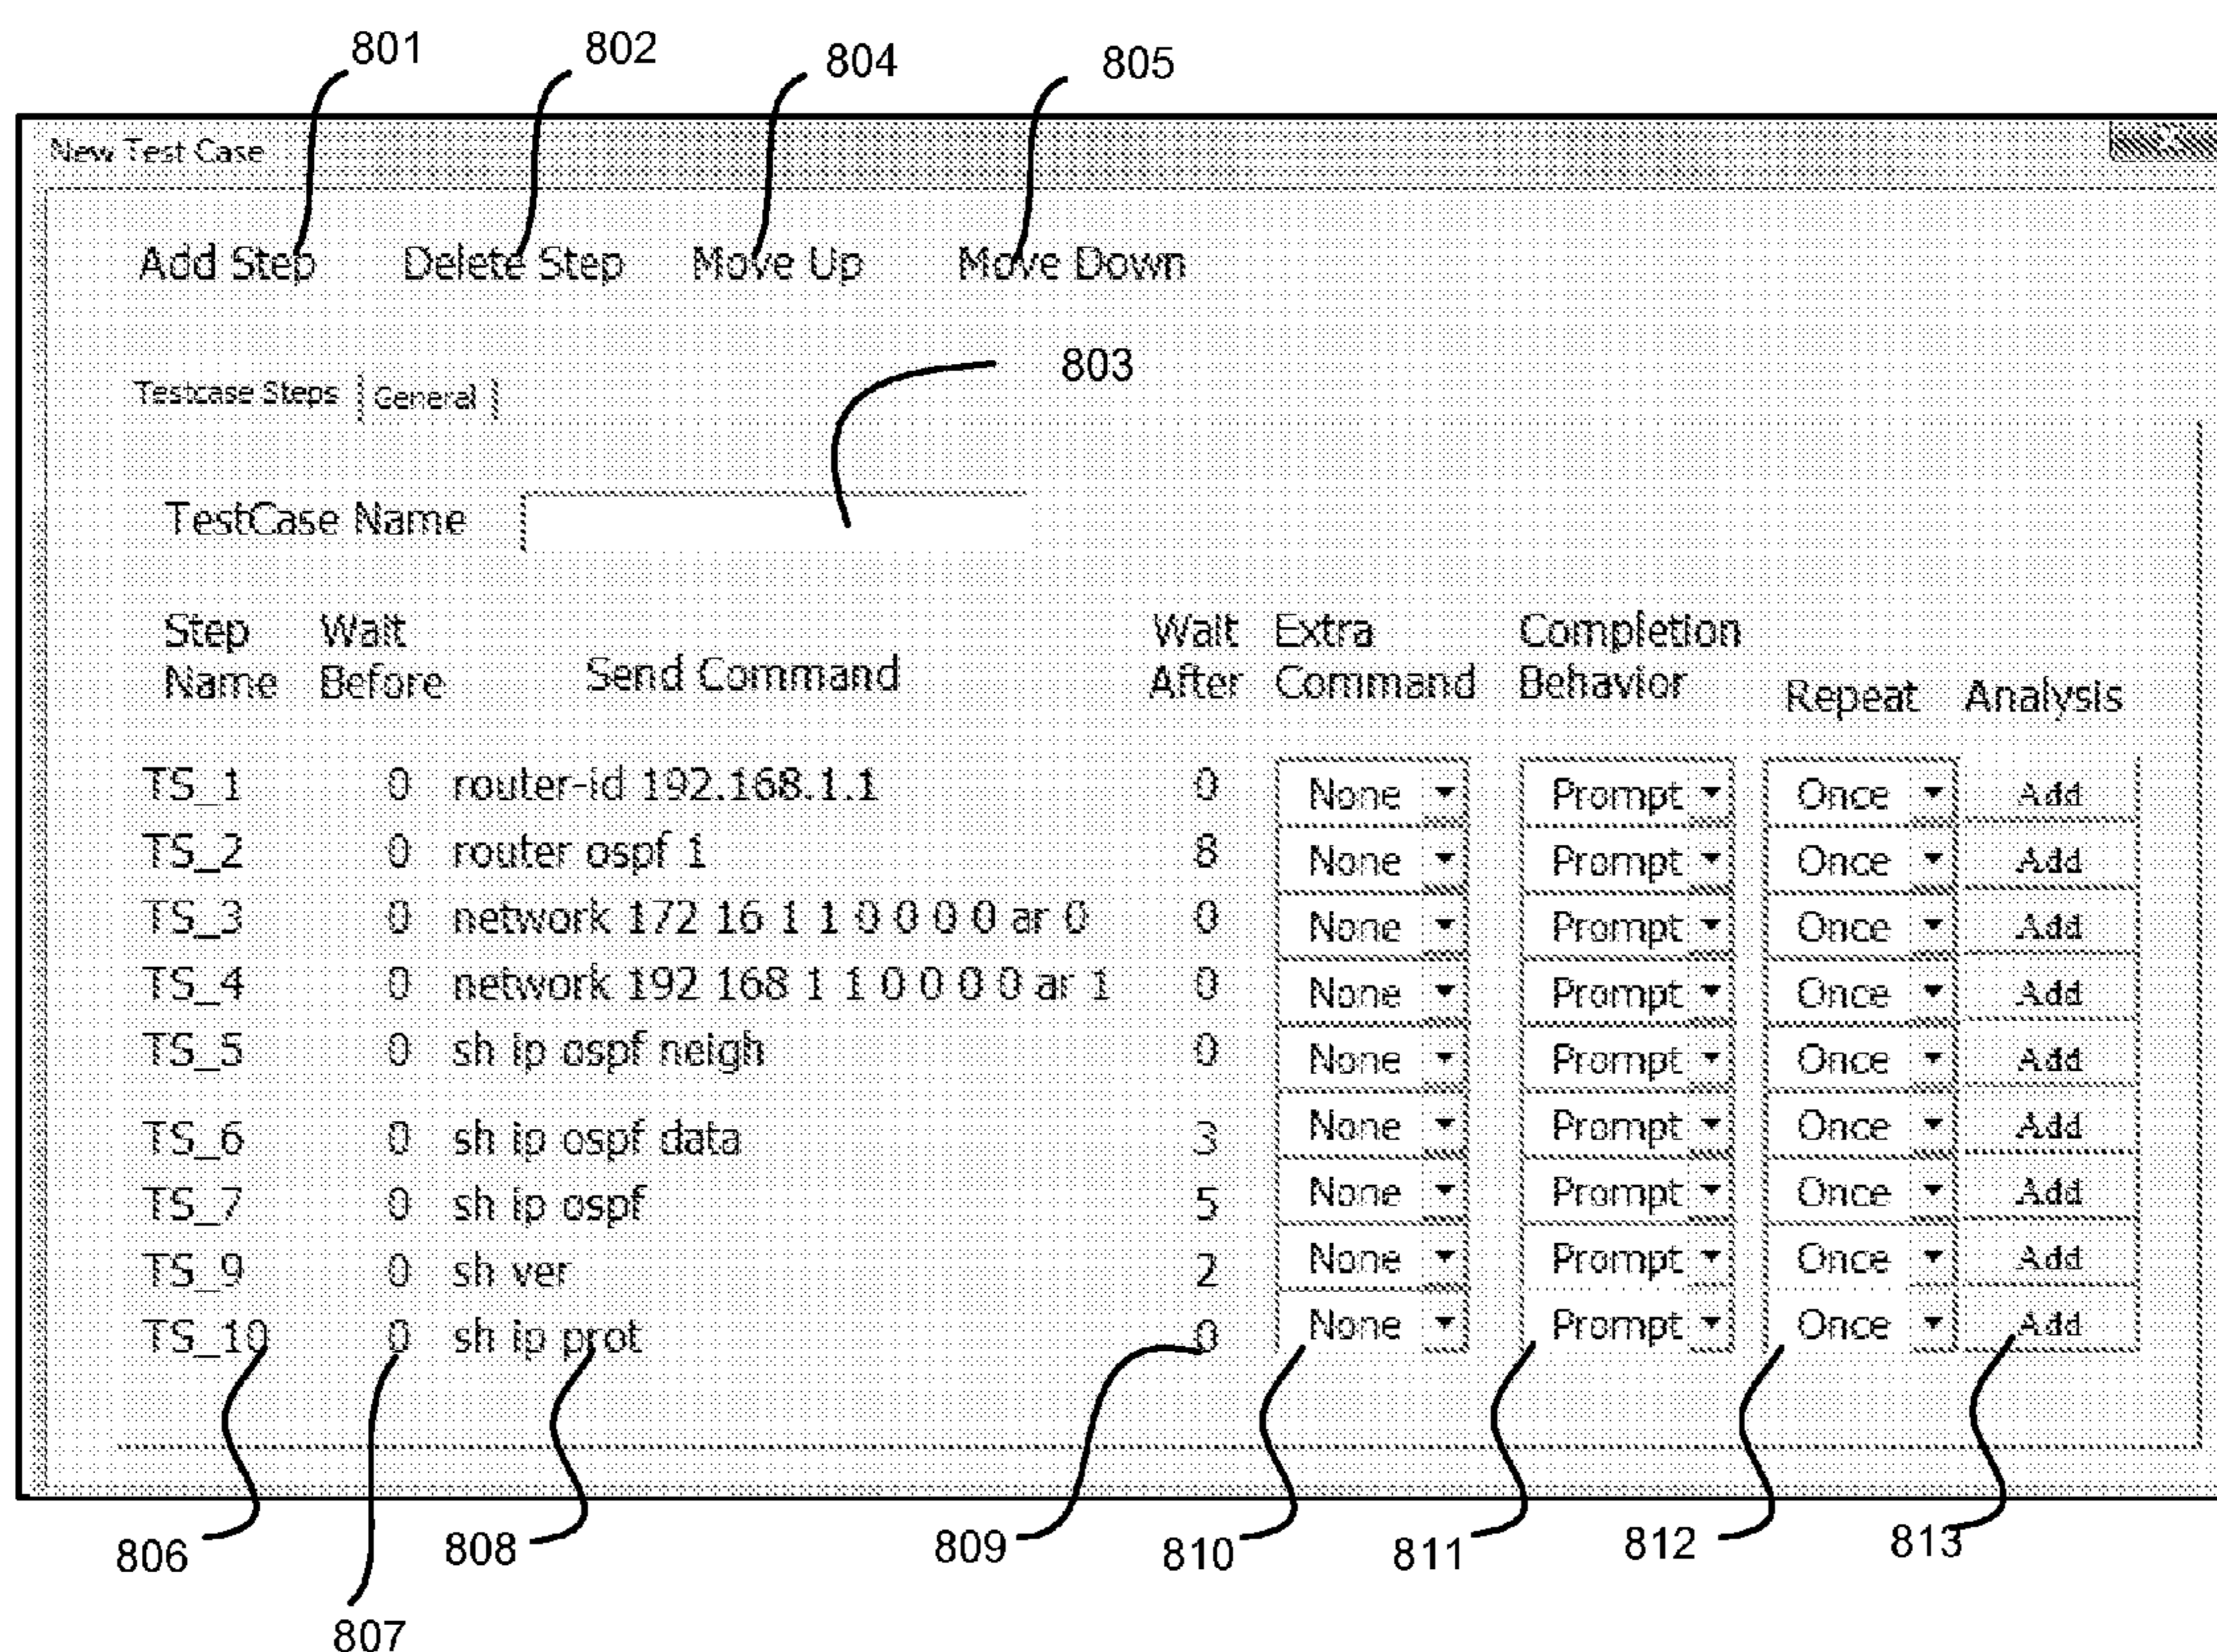 801 802 804 805
New Test Case
Add Step Delete Step Move Up Move Down
803
Testcase Steps General
TestCase Name
Step Name Wait Before Send Command Wait After Extra Command Completion Behavior Repeat Analysis
TS_1 0 router-id 192.168.1.1 0 None Prompt Once Add
TS_2 0 router ospf 1 8 None Prompt Once Add
TS_3 0 network 172 16 1 1 0 0 0 0 ar 0 0 None Prompt Once Add
TS_4 0 network 192 168 1 1 0 0 0 0 ar 1 0 None Prompt Once Add
TS_5 0 sh ip ospf neigh 0 None Prompt Once Add
TS_6 0 sh ip ospf data 3 None Prompt Once Add
TS_7 0 sh ip ospf 5 None Prompt Once Add
TS_9 0 sh ver 2 None Prompt Once Add
TS_10 0 sh ip prot 0 None Prompt Once Add
806 808 809 810 811 812 813
807